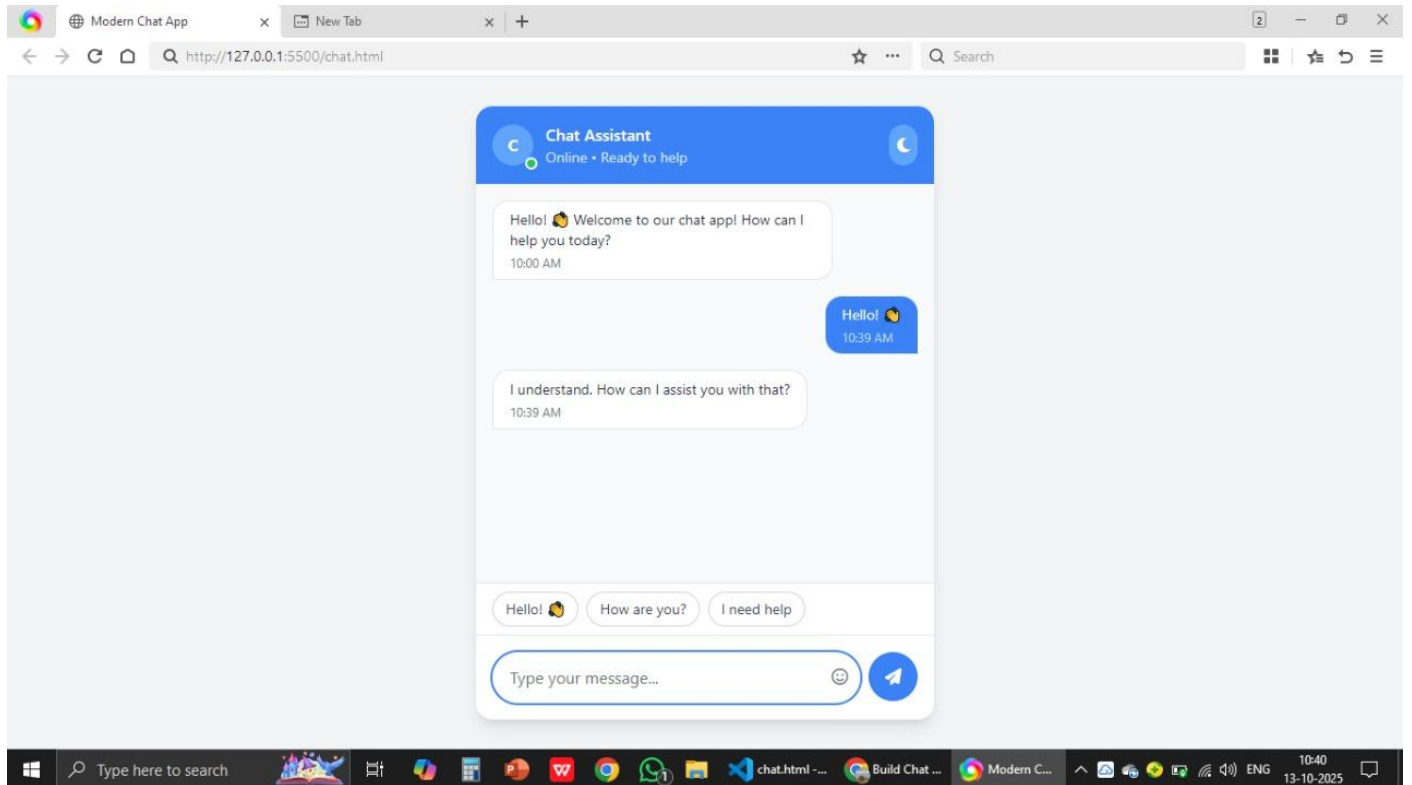 Modern Chat App
New Tab
2
http://127.0.0.1:5500/chat.html
Search
C
Chat Assistant
Online • Ready to help
Hello! 👋 Welcome to our chat app! How can I
help you today?
10:00 AM
Hello! 👋
10:39 AM
I understand. How can I assist you with that?
10:39 AM
Hello! 👋 How are you? I need help
Type your message...
Type here to search
chat.html -...
Build Chat ...
Modern C...
ENG
10:40
13-10-2025